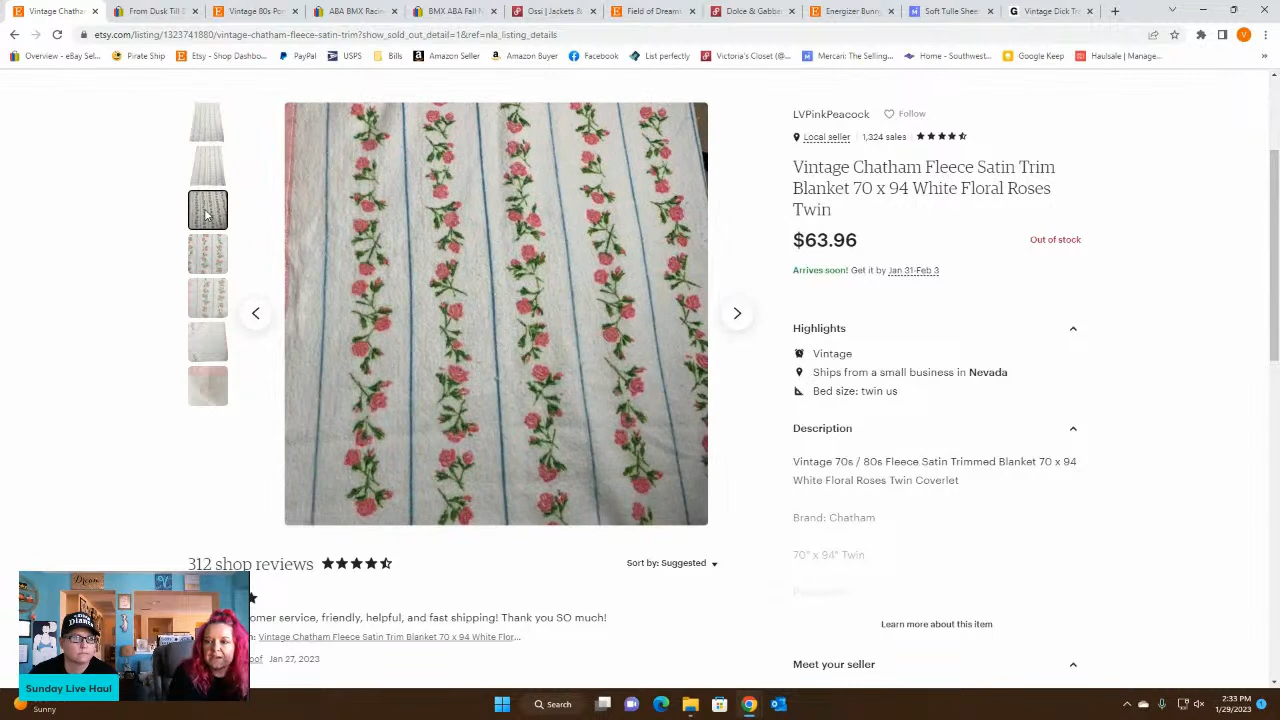 Vintage Chath
From Dusk Till D
Vintage 80s Por
ABA BMX Racin
BMX ABA Fall N
Ossi / Jackets &
Field of Dream
Dolce & Gabban
Energizer Bunny
Soft Tulle Show
Vintage Dick Tr
etsy.com/listing/1323741880/vintage-chatham-fleece-satin-trim?show_sold_out_detail=1&ref=nla_listing_details
V
Overview - eBay Sel...
Pirate Ship
Etsy - Shop Dashbo...
PayPal
USPS
Bills
Amazon Seller
Amazon Buyer
Facebook
List perfectly
Victoria's Closet (@...
Mercari: The Selling...
Home - Southwest...
Google Keep
Haulsale | Manage...
LVPinkPeacock
Follow
Local seller
1,324 sales
Vintage Chatham Fleece Satin Trim
Blanket 70 x 94 White Floral Roses
Twin
$63.96
Out of stock
Arrives soon! Get it by Jan 31-Feb 3
Highlights
Vintage
Ships from a small business in Nevada
Bed size: twin us
Description
Vintage 70s / 80s Fleece Satin Trimmed Blanket 70 x 94
White Floral Roses Twin Coverlet
Brand: Chatham
70" x 94" Twin
Learn more about this item
Meet your seller
312 shop reviews
Sort by: Suggested
omer service, friendly, helpful, and fast shipping! Thank you SO much!
Vintage Chatham Fleece Satin Trim Blanket 70 x 94 White Flor...
Jan 27, 2023
Sunday Live Haul
Sunny
Search
2:33 PM
1/29/2023